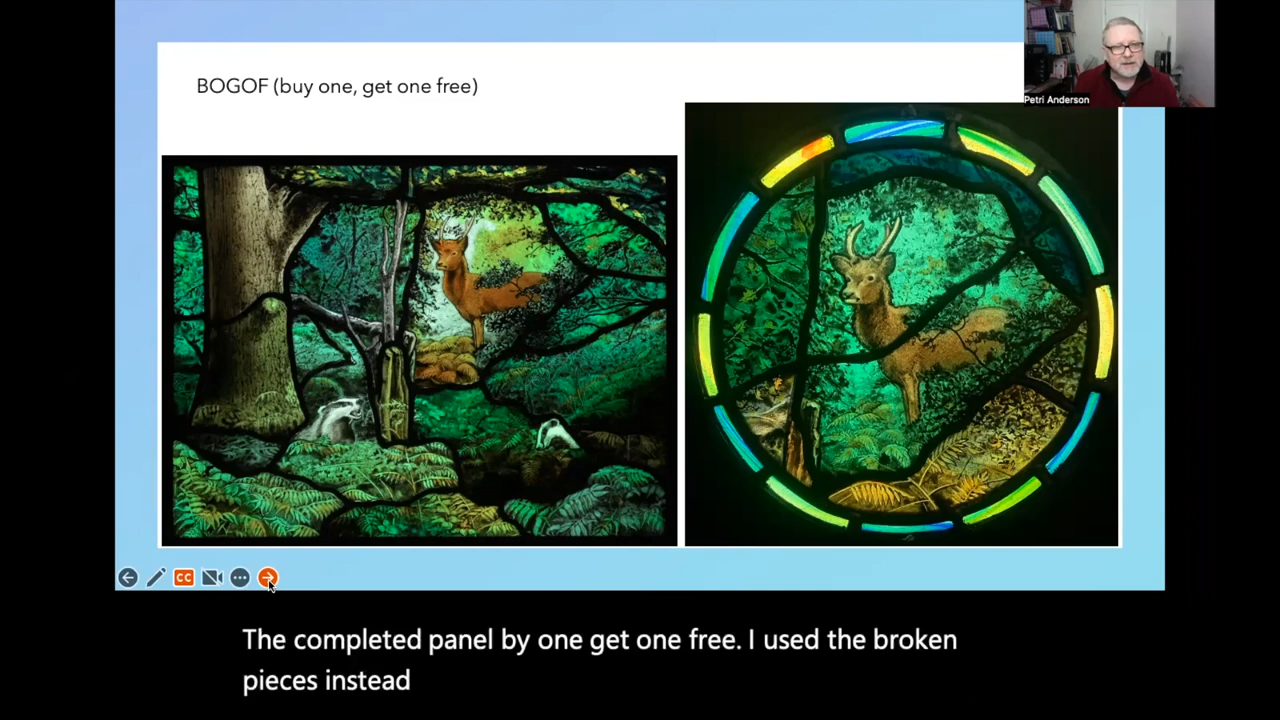 BOGOF (buy one, get one free)
Petri Anderson
CC
The completed panel by one get one free. I used the broken
pieces instead